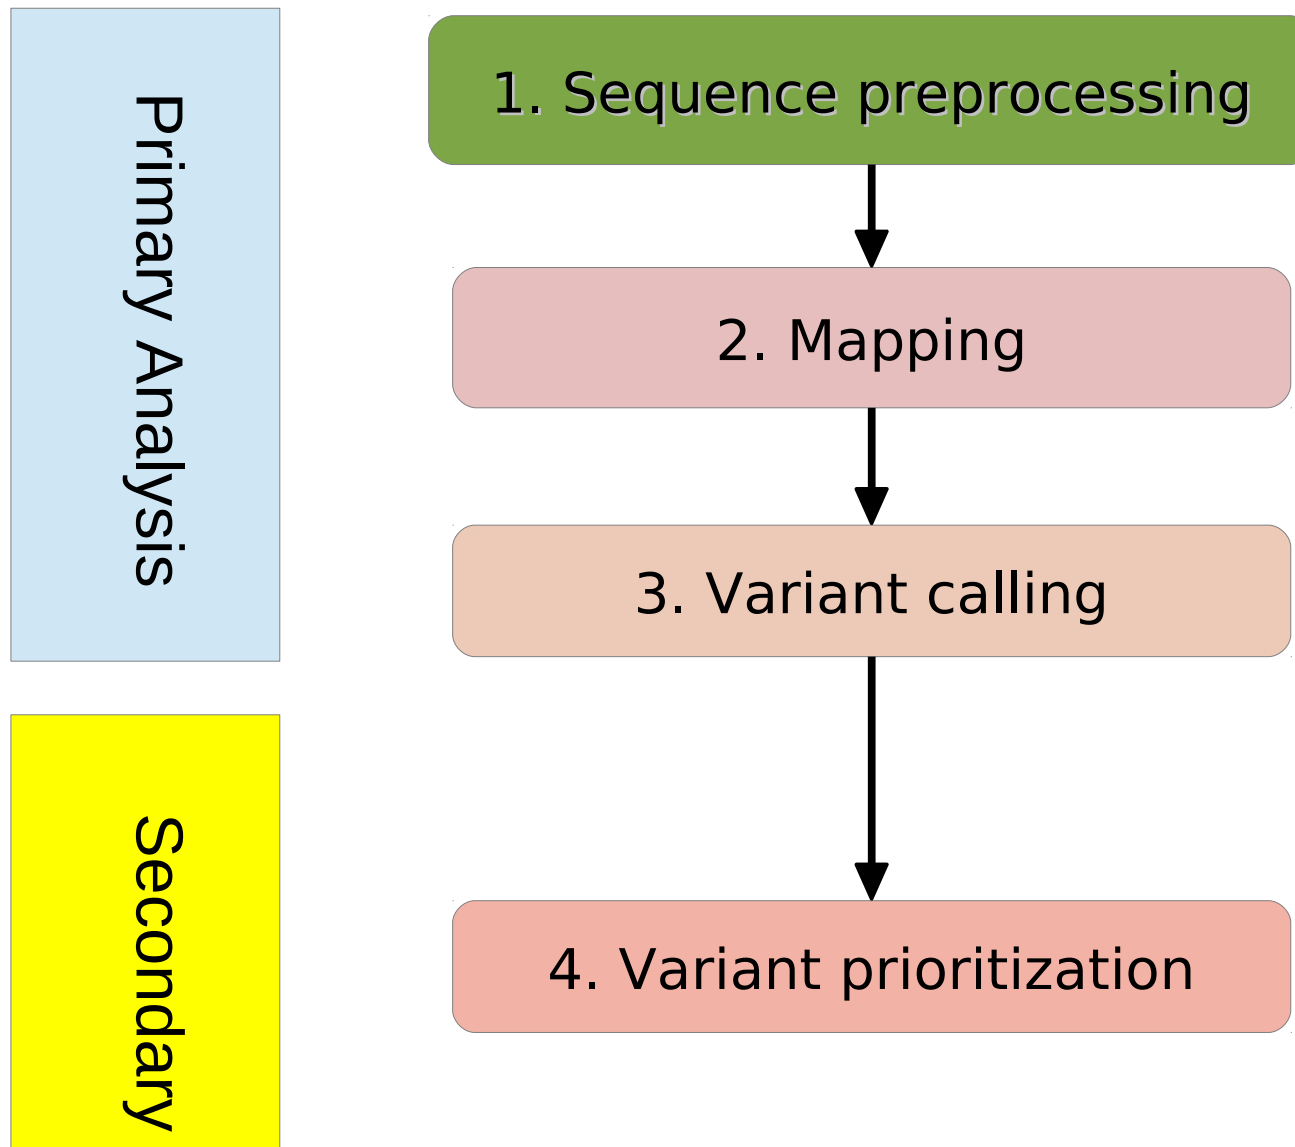 Primary Analysis
1. Sequence preprocessing
2. Mapping
3. Variant calling
Secondary
4. Variant prioritization